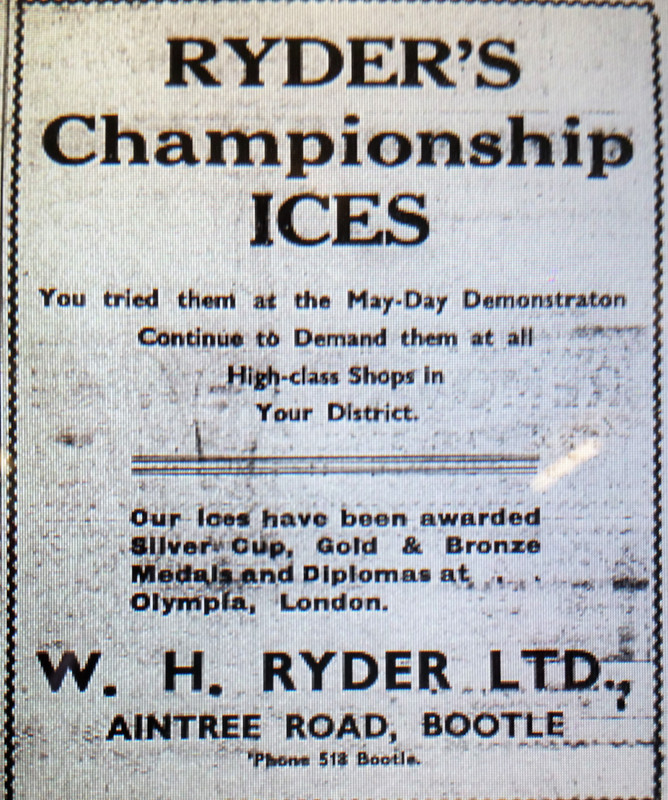 RYDER'S
Championship
ICES
You tried them at the May-Day Demonstraton
Continue to Demand them at all
High-class Shops in
Your District.
Our Ices have been awarded
Silver Cup, Gold & Bronze
Medals and Diplomas at . .
Olympia, London.
W. H. RYDER LTD.,
AINTREE ROAD, BOOTLE
'Phone 518 Bootle.